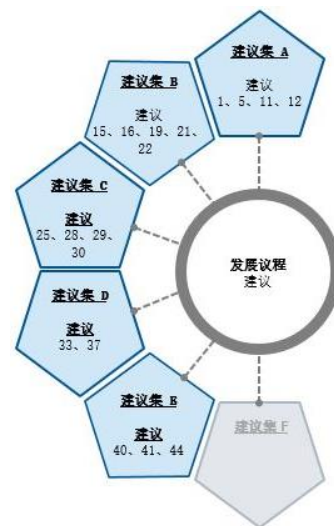 建议集 A
建议
1、5、11、12
建议集 B
建议
15、16、19、21、
22
建议集 C
建议
25、28、29、
30
建议集 D
建议
33、37
建议集 E
建议
40、41、44
建议集 F
发展议程
建议